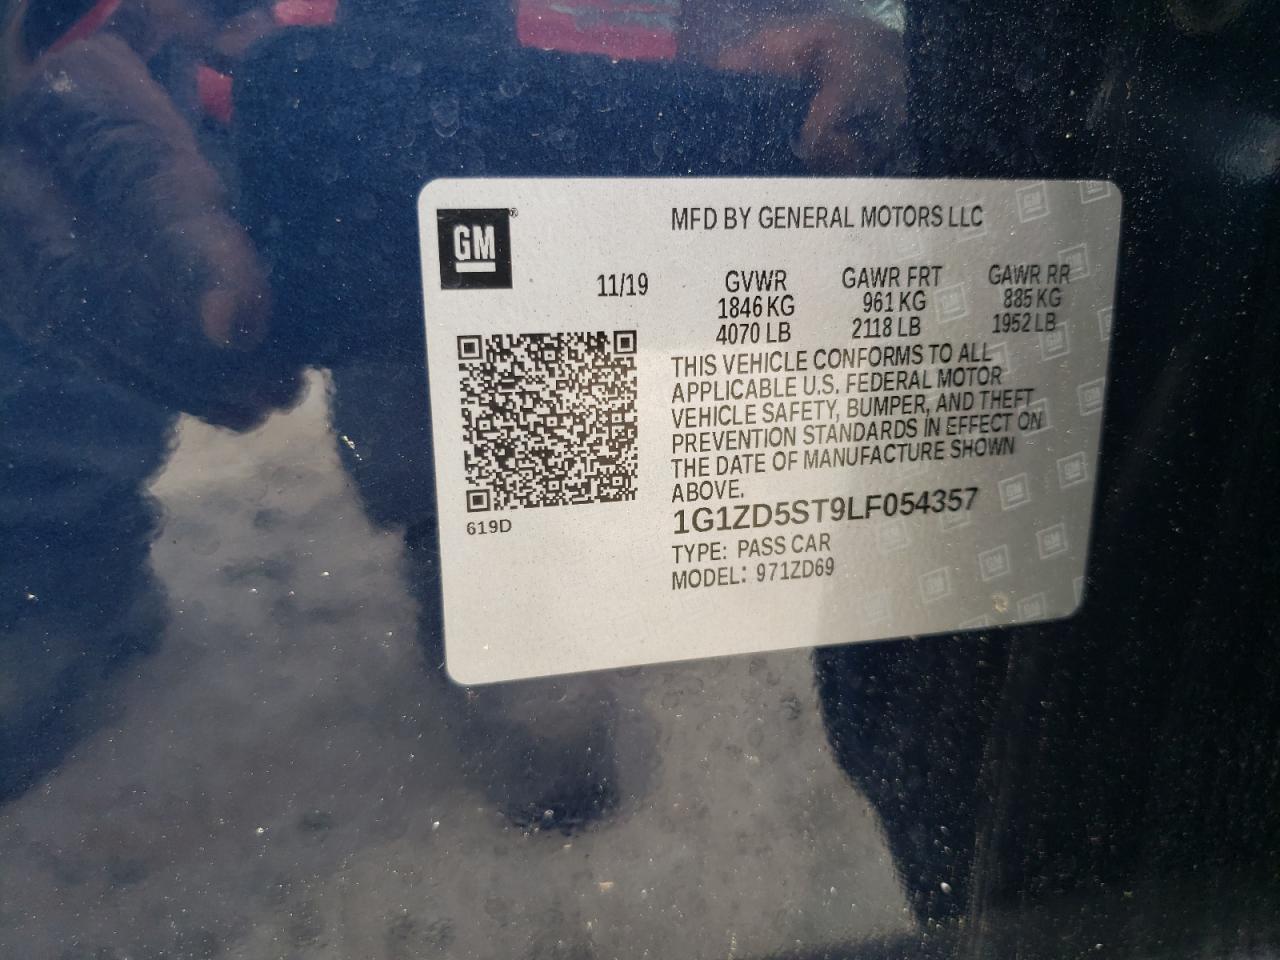 GM®
MFD BY GENERAL MOTORS LLC
11/19
GVWR GAWR FRT GAWR RR
1846 KG 961 KG 885 KG
4070 LB 2118 LB 1952 LB
THIS VEHICLE CONFORMS TO ALL
APPLICABLE U.S. FEDERAL MOTOR
VEHICLE SAFETY, BUMPER, AND THEFT
PREVENTION STANDARDS IN EFFECT ON
THE DATE OF MANUFACTURE SHOWN
ABOVE.
1G1ZD5ST9LF054357
TYPE: PASS CAR
MODEL: 971ZD69
619D